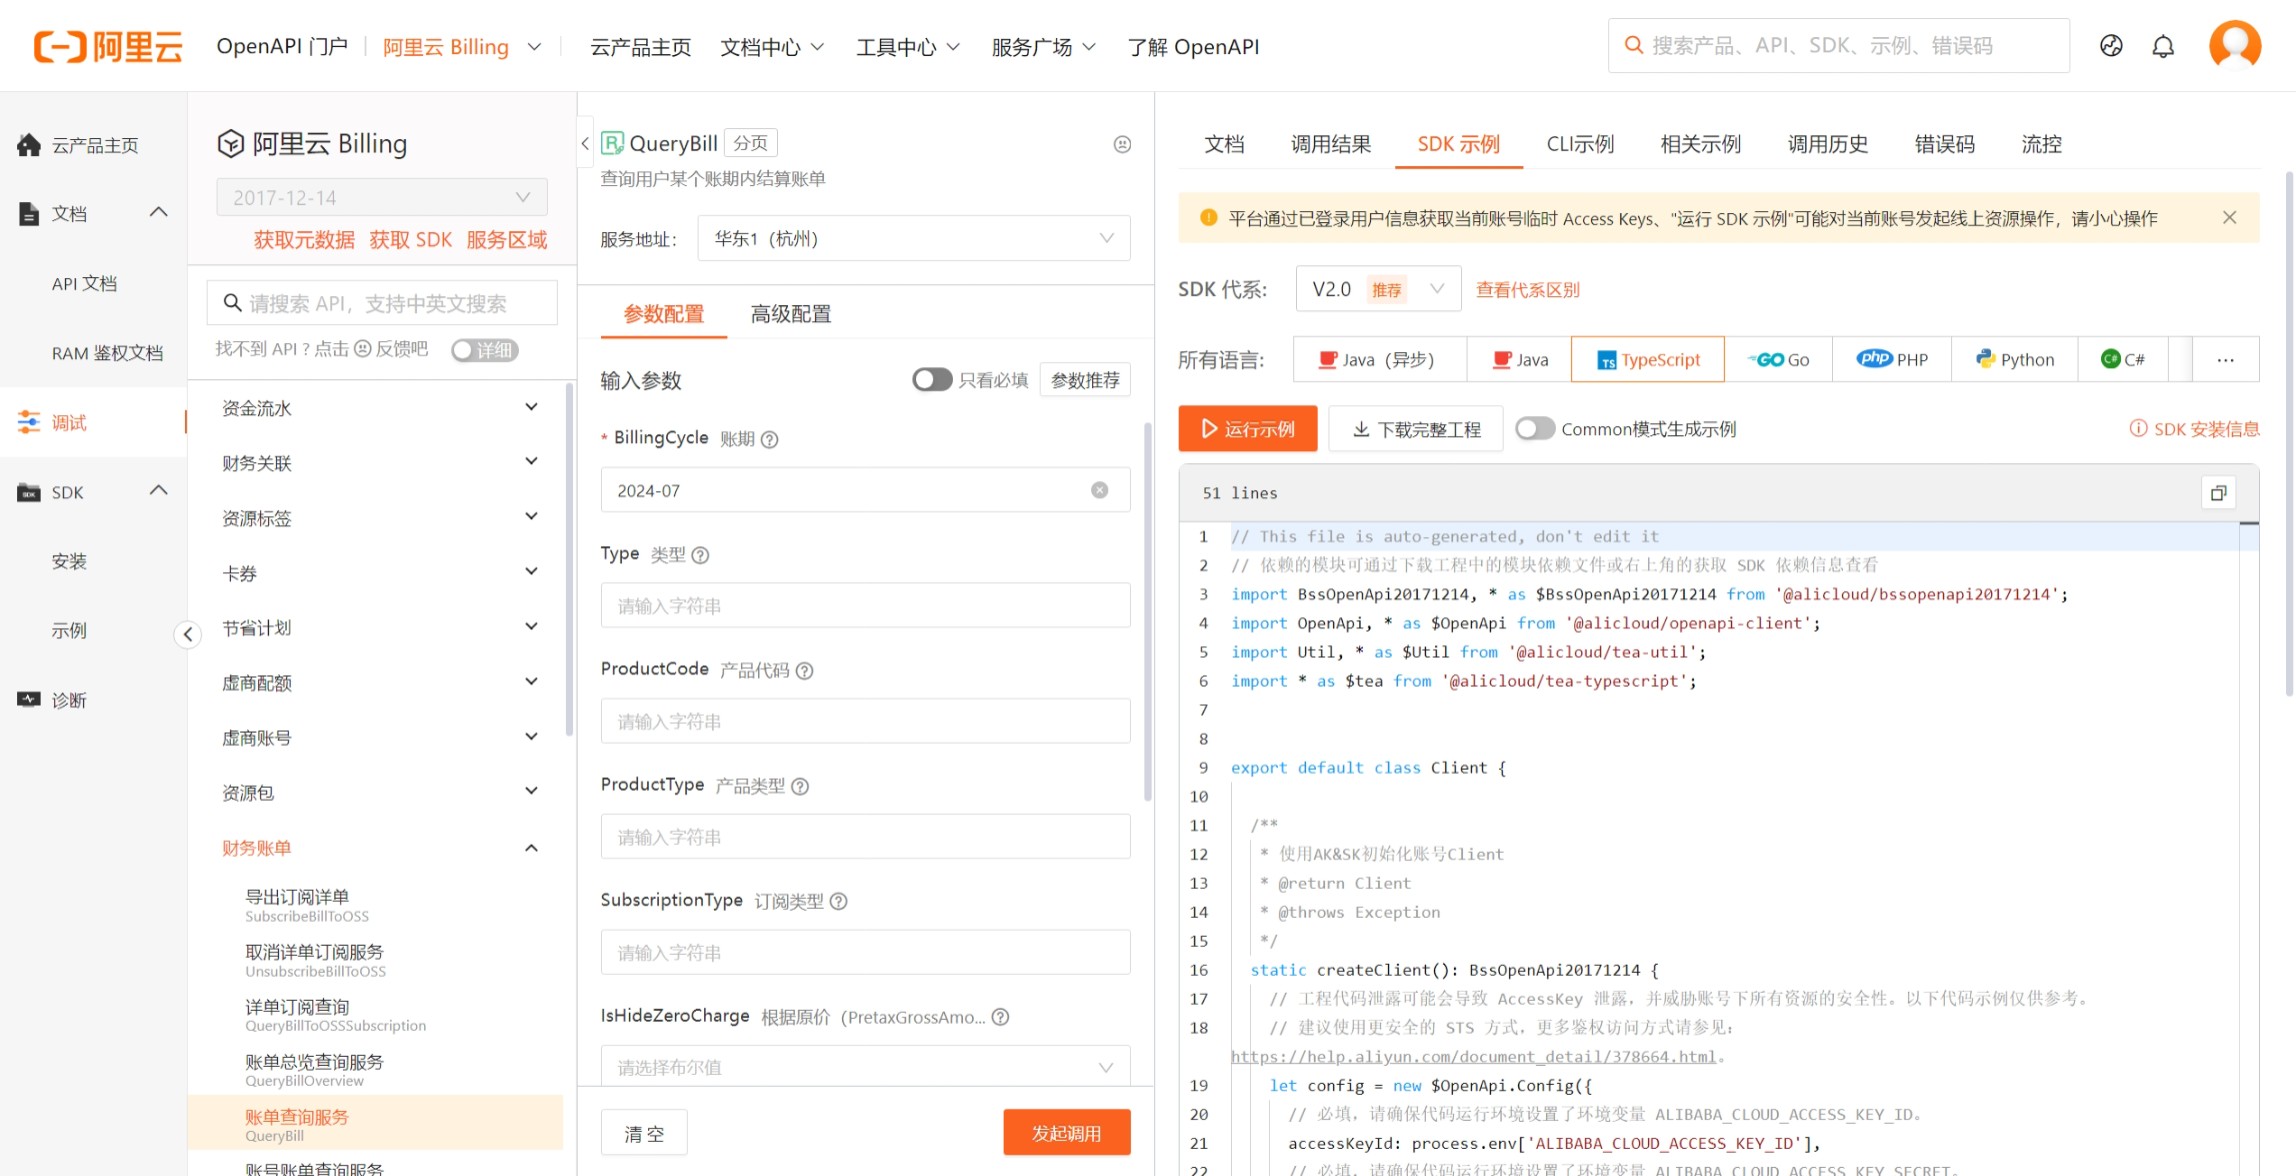 阿里云
OpenAPI 门户
阿里云 Billing
云产品主页
文档中心
工具中心
服务广场
了解 OpenAPI
搜索产品、API、SDK、示例、错误码
云产品主页
文档
API 文档
RAM 鉴权文档
调试
SDK
安装
示例
诊断
阿里云 Billing
2017-12-14
获取元数据 获取 SDK 服务区域
请搜索 API，支持中英文搜索
找不到 API ? 点击 反馈吧 详细
资金流水
财务关联
资源标签
卡券
节省计划
虚商配额
虚商账号
资源包
财务账单
导出订阅详单
SubscribeBillToOSS
取消详单订阅服务
UnsubscribeBillToOSS
详单订阅查询
QueryBillToOSSSubscription
账单总览查询服务
QueryBillOverview
账单查询服务
QueryBill
账号账单查询服务
QueryBill 分页
查询用户某个账期内结算账单
服务地址： 华东1（杭州）
参数配置 高级配置
输入参数 只看必填 参数推荐
* BillingCycle 账期
2024-07
Type 类型
请输入字符串
ProductCode 产品代码
请输入字符串
ProductType 产品类型
请输入字符串
SubscriptionType 订阅类型
请输入字符串
IsHideZeroCharge 根据原价（PretaxGrossAmo...
请选择布尔值
清 空 发起调用
文档 调用结果 SDK 示例 CLI示例 相关示例 调用历史 错误码 流控
平台通过已登录用户信息获取当前账号临时 Access Keys、"运行 SDK 示例"可能对当前账号发起线上资源操作，请小心操作
SDK 代系: V2.0 推荐 查看代系区别
所有语言: Java（异步） Java TypeScript Go PHP Python C# ...
运行示例 下载完整工程 Common模式生成示例 SDK 安装信息
51 lines
1 // This file is auto-generated, don't edit it
2 // 依赖的模块可通过下载工程中的模块依赖文件或右上角的获取 SDK 依赖信息查看
3 import BssOpenApi20171214, * as $BssOpenApi20171214 from '@alicloud/bssopenapi20171214';
4 import OpenApi, * as $OpenApi from '@alicloud/openapi-client';
5 import Util, * as $Util from '@alicloud/tea-util';
6 import * as $tea from '@alicloud/tea-typescript';
7
8
9 export default class Client {
10
11 /**
12 * 使用AK&SK初始化账号Client
13 * @return Client
14 * @throws Exception
15 */
16 static createClient(): BssOpenApi20171214 {
17 // 工程代码泄露可能会导致 AccessKey 泄露，并威胁账号下所有资源的安全性。以下代码示例仅供参考。
18 // 建议使用更安全的 STS 方式，更多鉴权访问方式请参见：
https://help.aliyun.com/document_detail/378664.html。
19 let config = new $OpenApi.Config({
20 // 必填，请确保代码运行环境设置了环境变量 ALIBABA_CLOUD_ACCESS_KEY_ID。
21 accessKeyId: process.env['ALIBABA_CLOUD_ACCESS_KEY_ID'],
22 // 必填，请确保代码运行环境设置了环境变量 ALIBABA_CLOUD_ACCESS_KEY_SECRET。